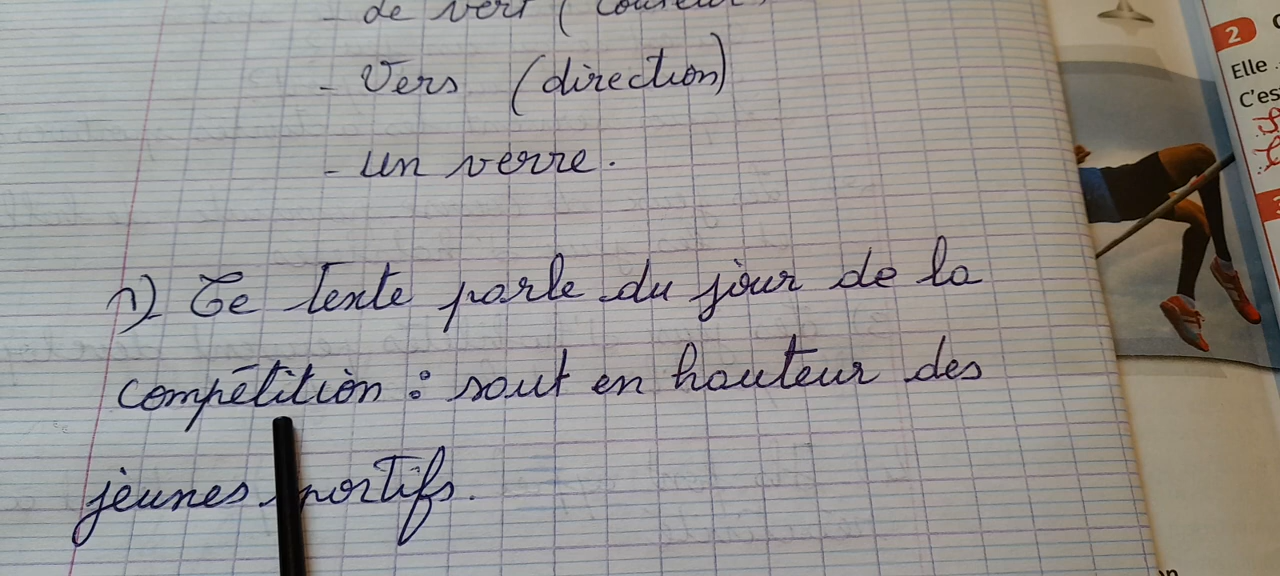 - de vert (couleur)
- Vers (direction)
- un verre.
1) Ce texte parle du jour de la
compétition : saut en hauteur des
jeunes sportifs.
2
Elle
C'es